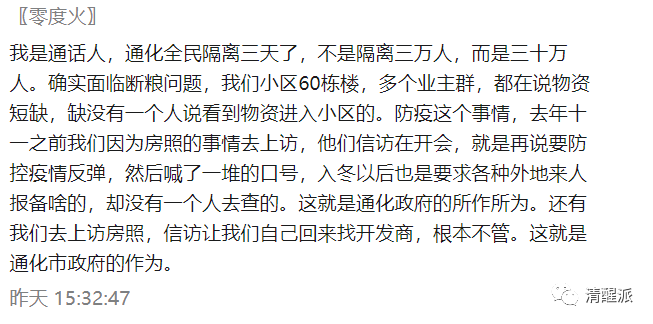 〖零度火〗
我是通话人，通化全民隔离三天了，不是隔离三万人，而是三十万
人。确实面临断粮问题，我们小区60栋楼，多个业主群，都在说物资
短缺，缺没有一个人说看到物资进入小区的。防疫这个事情，去年十
一之前我们因为房照的事情去上访，他们信访在开会，就是再说要防
控疫情反弹，然后喊了一堆的口号，入冬以后也是要求各种外地来人
报备啥的，却没有一个人去查的。这就是通化政府的所作所为。还有
我们去上访房照，信访让我们自己回来找开发商，根本不管。这就是
通化市政府的作为。
昨天 15:32:47
清醒派